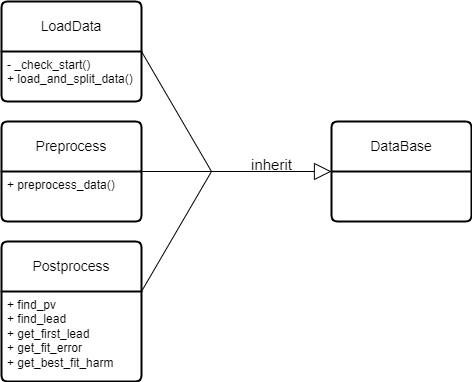 LoadData
- _check_start()
+ load_and_split_data()
Preprocess
+ preprocess_data()
inherit
DataBase
Postprocess
+ find_pv
+ find_lead
+ get_first_lead
+ get_fit_error
+ get_best_fit_harm